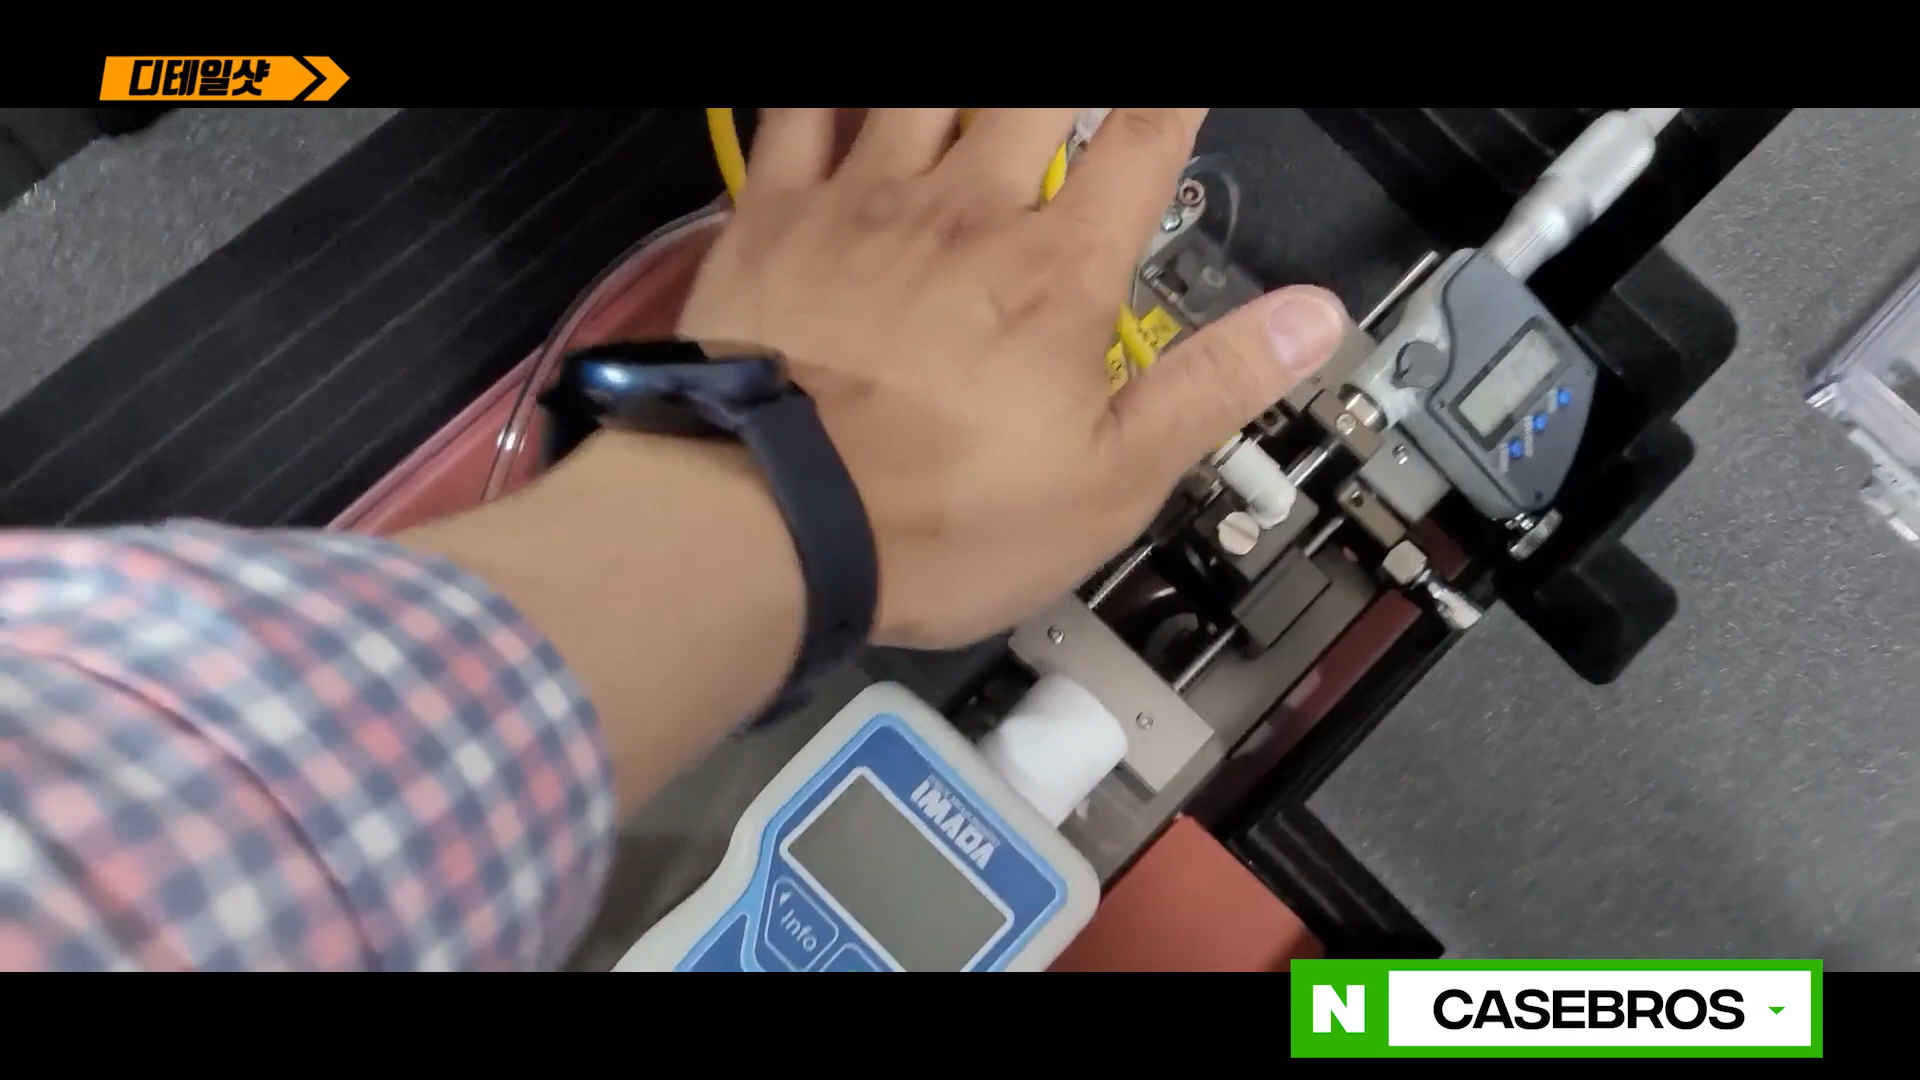 디테일샷
IMADA
Info
N CASEBROS